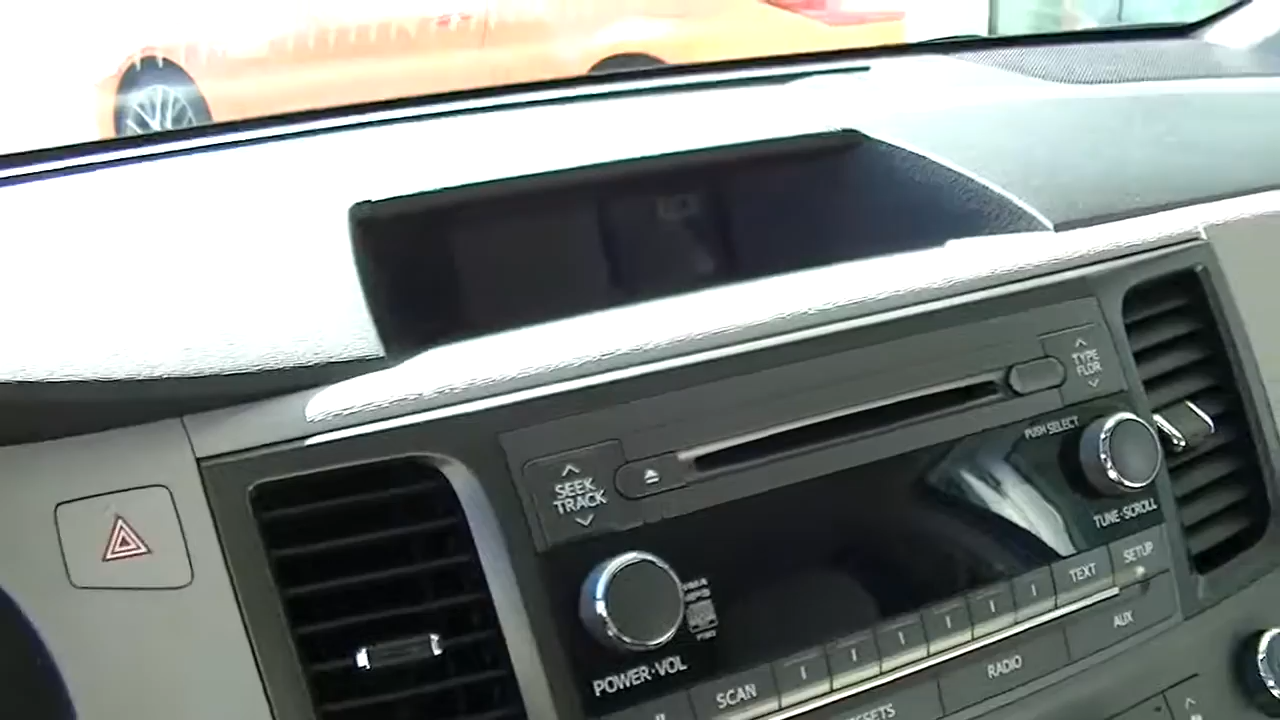 TYPE
FLDR
PUSH SELECT
SEEK
TRACK
TUNE·SCROLL
SETUP
TEXT
AUX
POWER·VOL
SCAN
RADIO